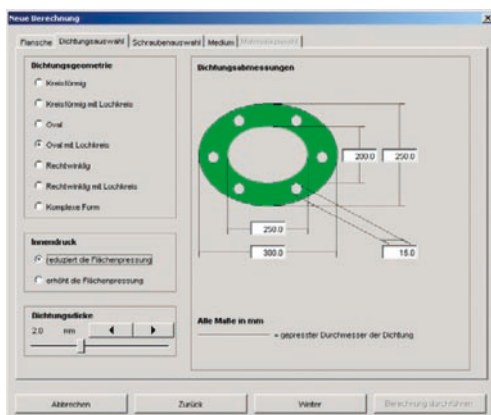 Neue Berechnung
Flansche Dichtungsauswahl Schraubenauswahl Medium Materialauswahl
Dichtungsgeometrie
Kreisförmig
Kreisförmig mit Lochkreis
Oval
Oval mit Lochkreis
Rechtwinklig
Rechtwinklig mit Lochkreis
Komplexe Form
Innendruck
reduziert die Flächenpressung
erhöht die Flächenpressung
Dichtungsdicke
2.0 mm
Dichtungsabmessungen
200.0 250.0
250.0
300.0 15.0
Alle Maße in mm
= gepresster Durchmesser der Dichtung
Abbrechen Zurück Weiter Berechnung durchführen